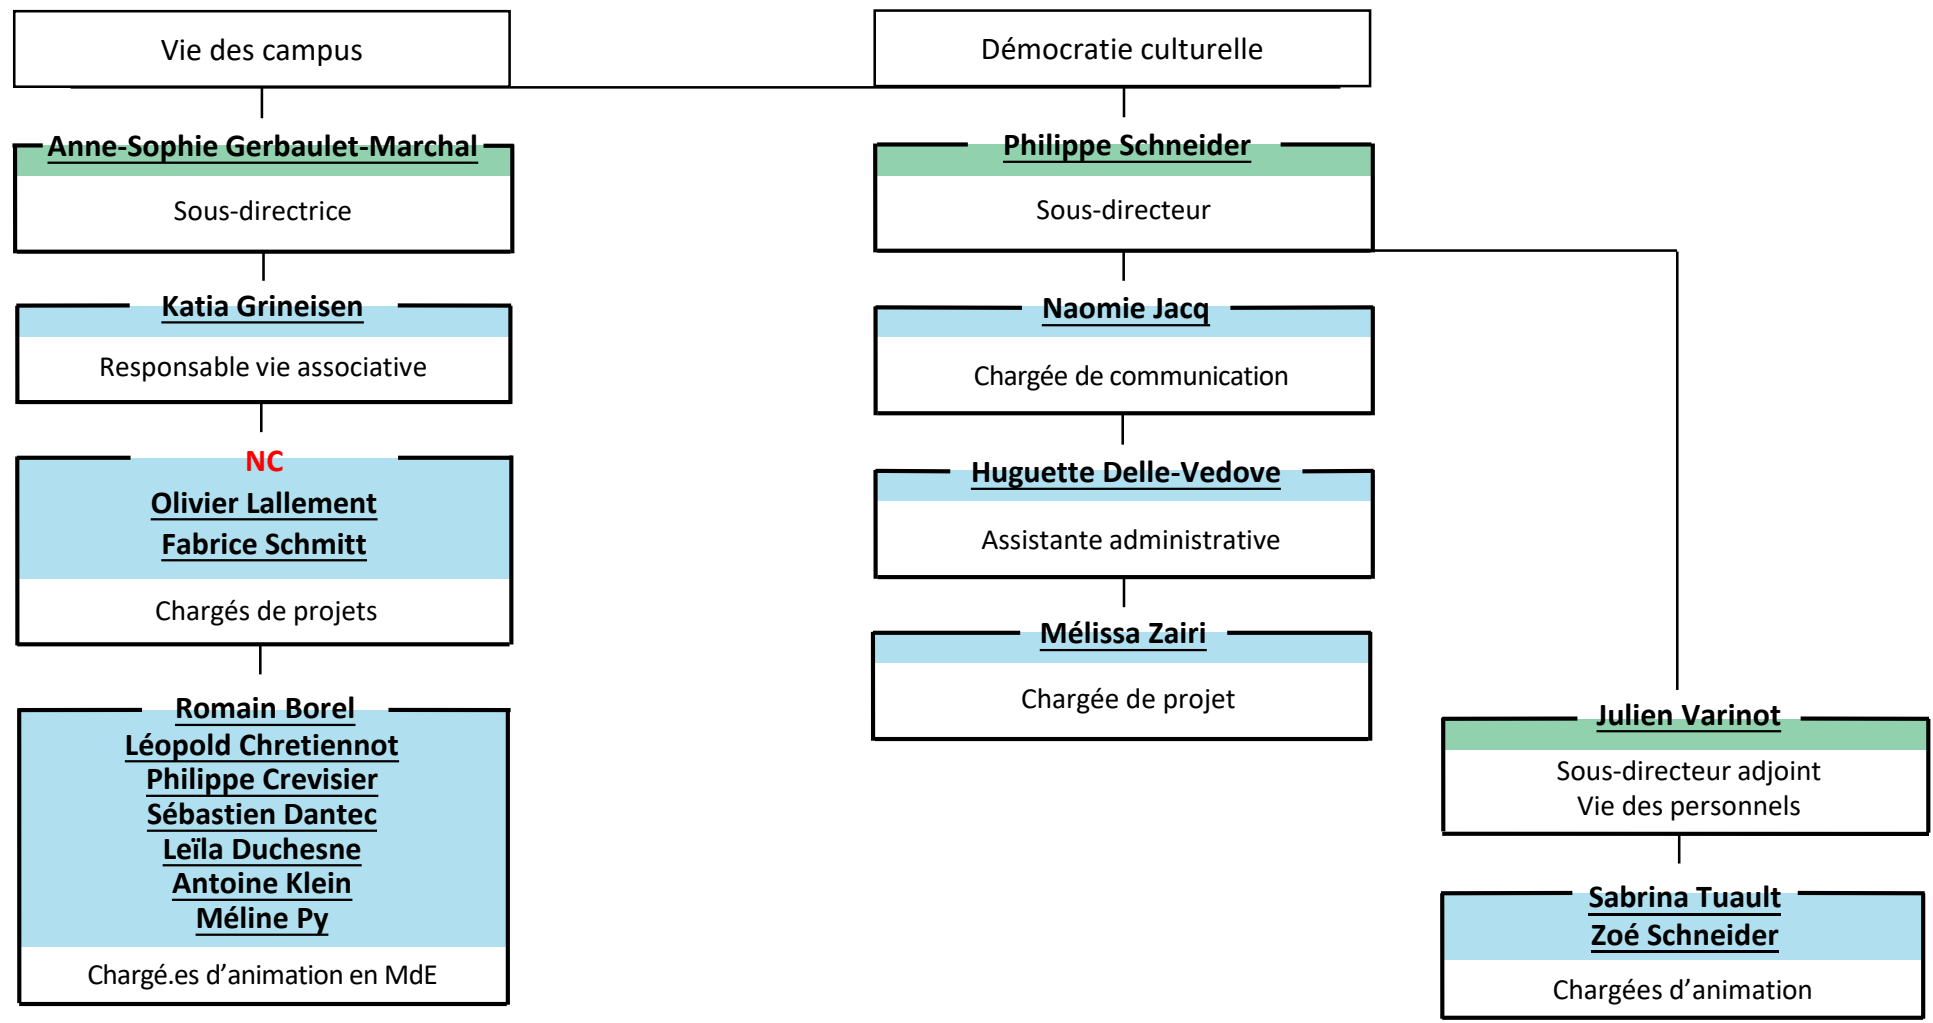 Vie des campus
Anne-Sophie Gerbaulet-Marchal
Sous-directrice
Katia Grineisen
Responsable vie associative
NC
Olivier Lallement
Fabrice Schmitt
Chargés de projets
Romain Borel
Léopold Chretiennot
Philippe Crevisier
Sébastien Dantec
Leïla Duchesne
Antoine Klein
Méline Py
Chargé.es d’animation en MdE
Démocratie culturelle
Philippe Schneider
Sous-directeur
Naomie Jacq
Chargée de communication
Huguette Delle-Vedove
Assistante administrative
Mélissa Zairi
Chargée de projet
Julien Varinot
Sous-directeur adjoint
Vie des personnels
Sabrina Tuault
Zoé Schneider
Chargées d’animation